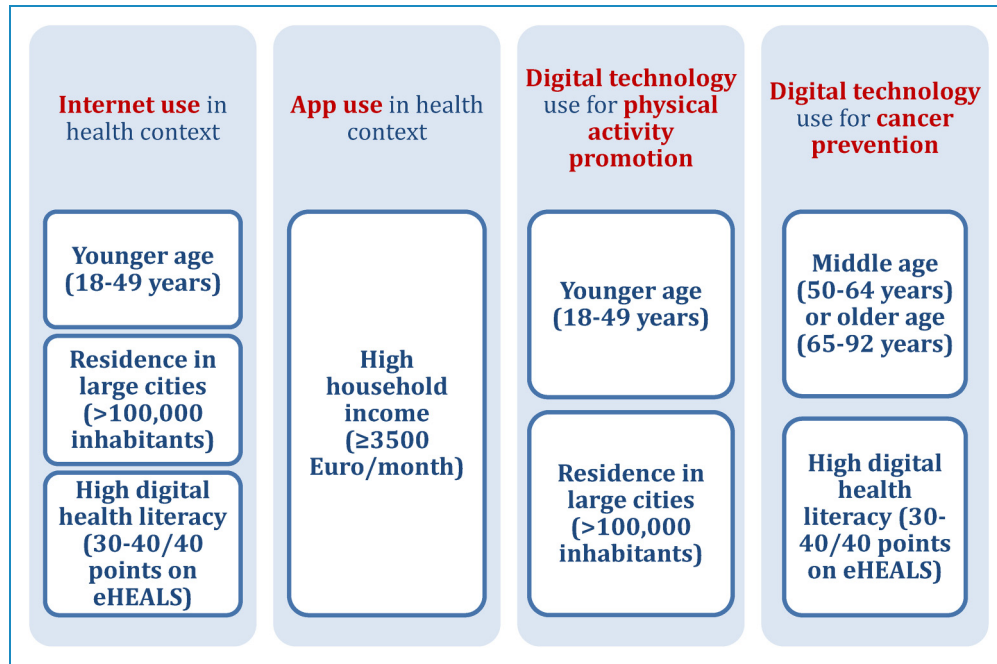 Internet use in
health context
Younger age
(18-49 years)
Residence in
large cities
(>100,000
inhabitants)
High digital
health literacy
(30-40/40
points on
eHEALS)
App use in health
context
High
household
income
(≥3500
Euro/month)
Digital technology
use for physical
activity
promotion
Younger age
(18-49 years)
Residence in
large cities
(>100,000
inhabitants)
Digital technology
use for cancer
prevention
Middle age
(50-64 years)
or older age
(65-92 years)
High digital
health
literacy (30-
40/40 points
on eHEALS)